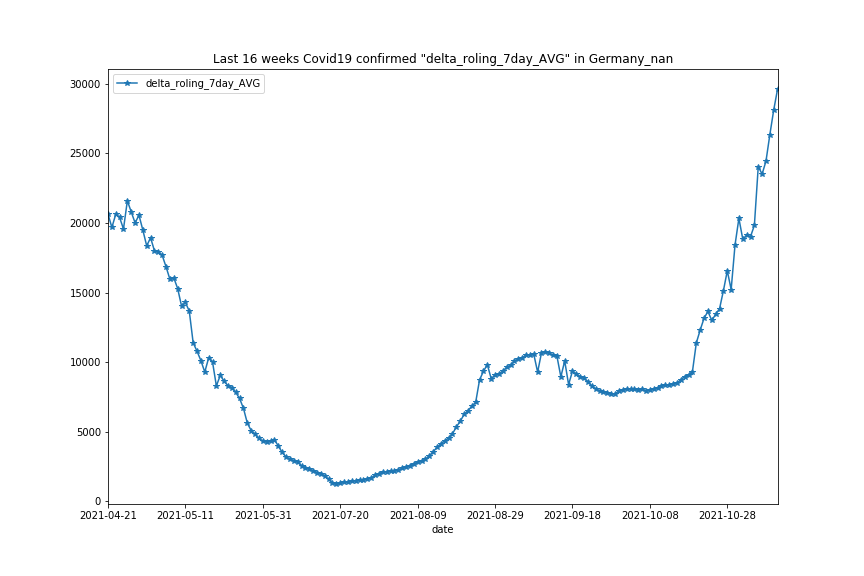 Last 16 weeks Covid19 confirmed "delta_roling_7day_AVG" in Germany_nan
delta_roling_7day_AVG
30000
25000
20000
15000
10000
5000
0
2021-04-21 2021-05-11 2021-05-31 2021-07-20 2021-08-09 2021-08-29 2021-09-18 2021-10-08 2021-10-28
date